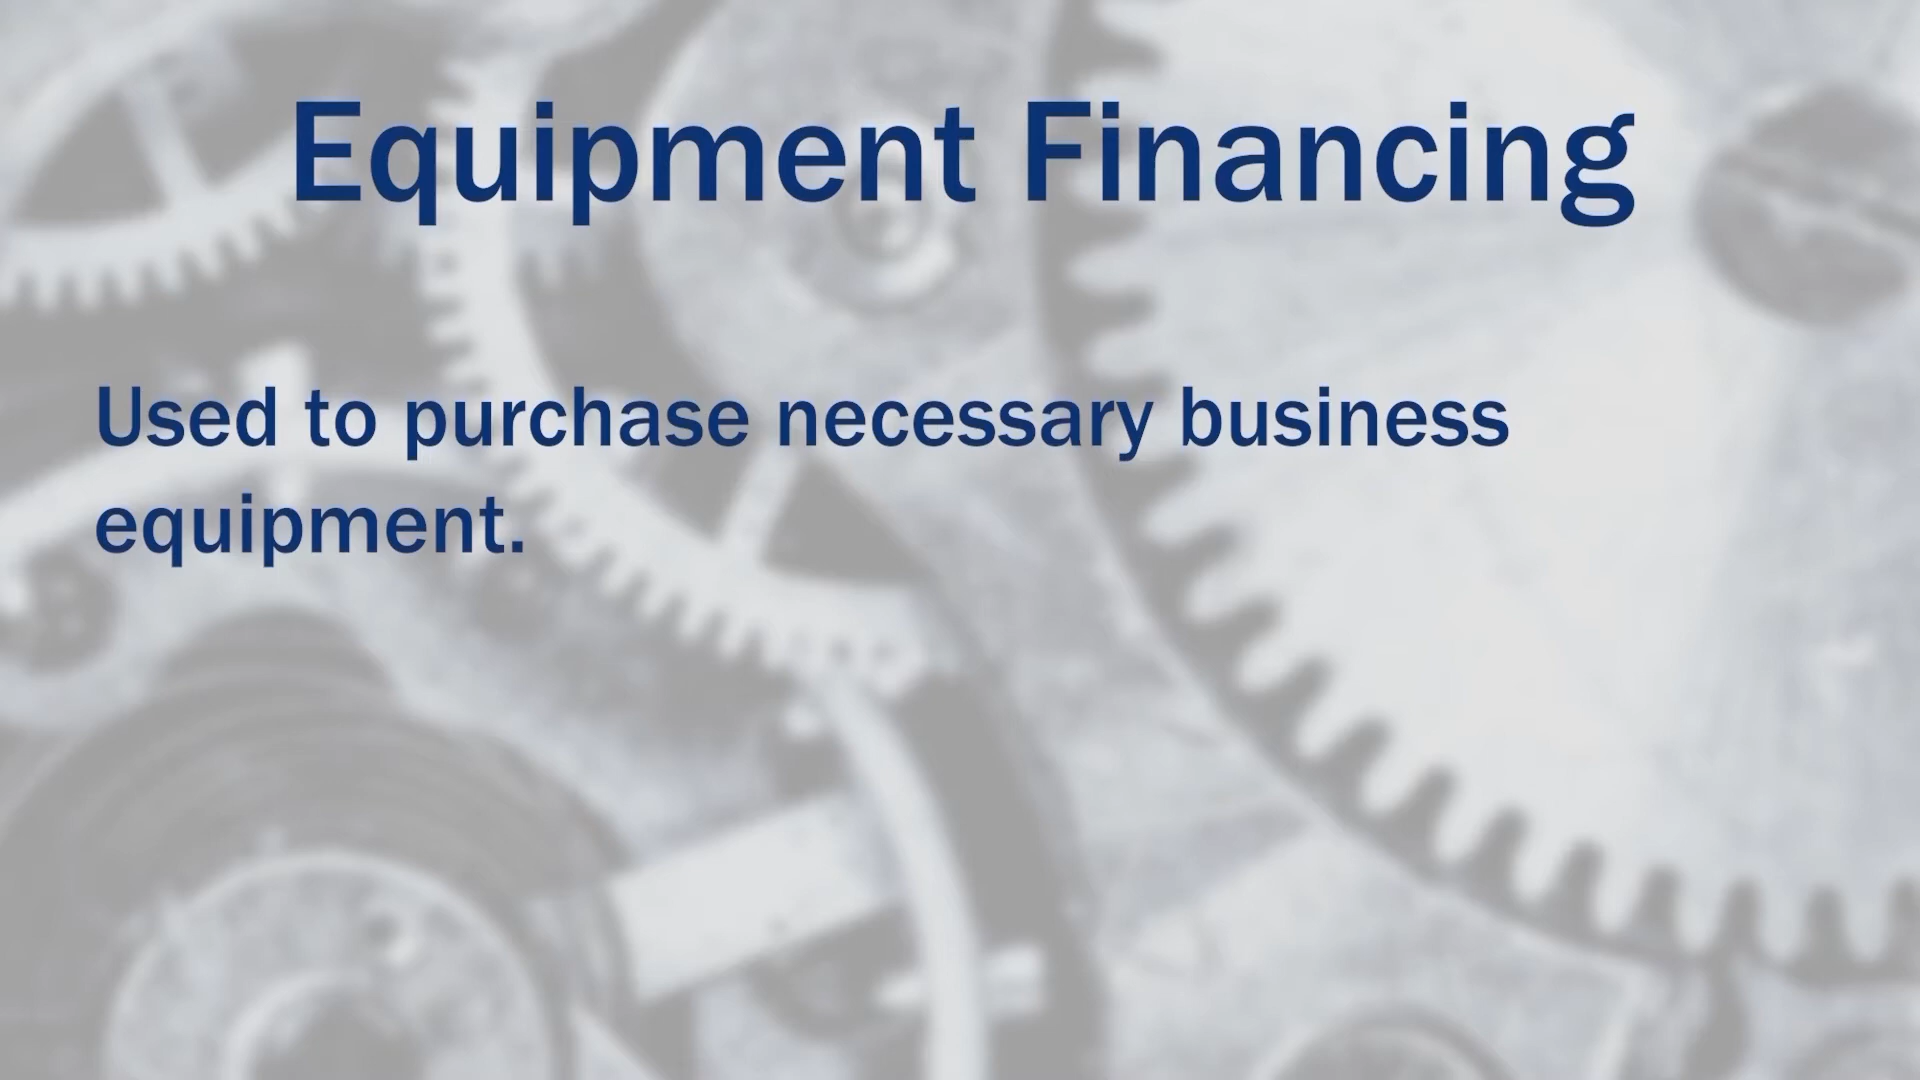 Equipment Financing
Used to purchase necessary business
equipment.